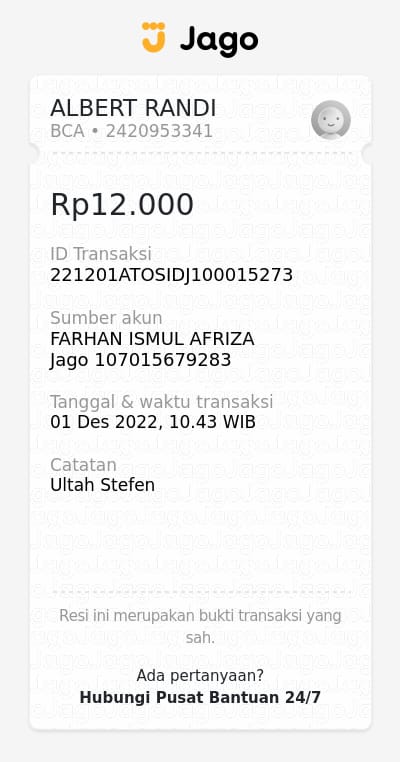 Jago
ALBERT RANDI
BCA • 2420953341
Rp12.000
ID Transaksi
221201ATOSIDJ100015273
Sumber akun
FARHAN ISMUL AFRIZA
Jago 107015679283
Tanggal & waktu transaksi
01 Des 2022, 10.43 WIB
Catatan
Ultah Stefen
Resi ini merupakan bukti transaksi yang
sah.
Ada pertanyaan?
Hubungi Pusat Bantuan 24/7